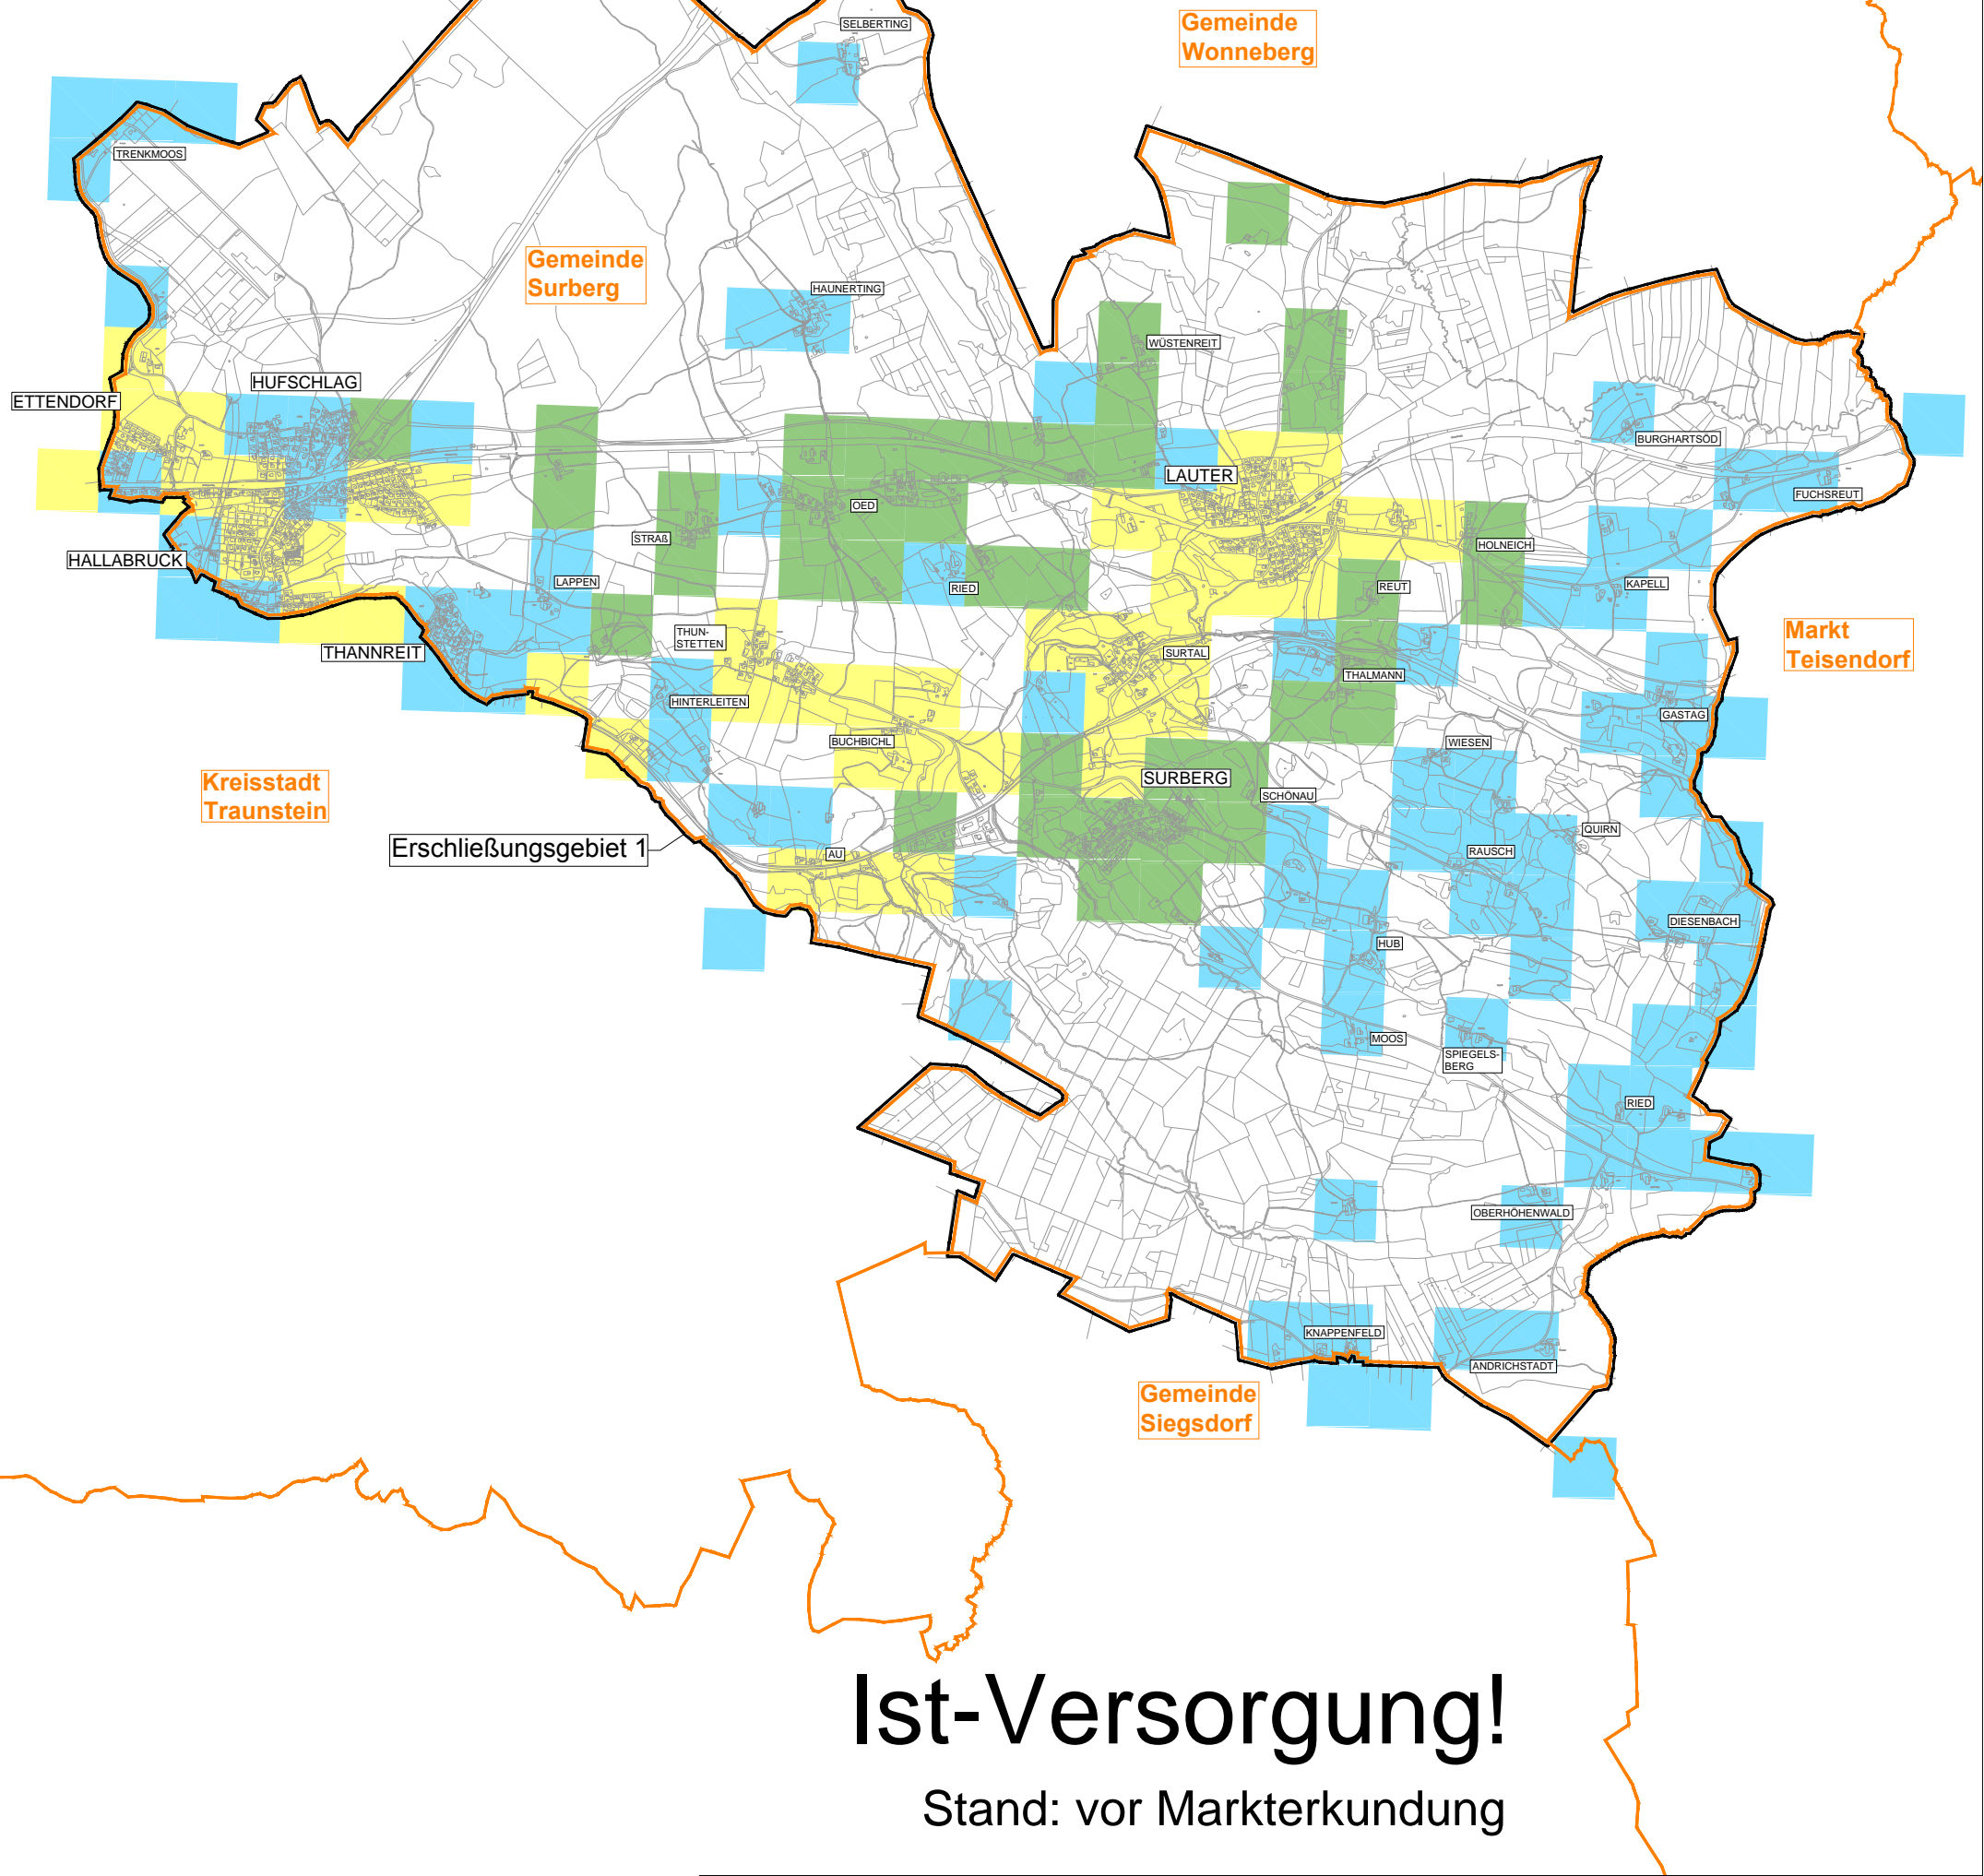 SELBERTING
Gemeinde
Wonneberg
TRENKMOOS
Gemeinde
Surberg
HAUNERTING
WÜSTENREIT
HUFSCHLAG
ETTENDORF
BURGHARTSÖD
LAUTER
FUCHSREUT
OED
STRAß
HOLNEICH
HALLABRUCK
LAPPEN
RIED
REUT
KAPELL
THUN-
STETTEN
Markt
Teisendorf
THANNREIT
SURTAL
THALMANN
HINTERLEITEN
GASTAG
BUCHBICHL
WIESEN
Kreisstadt
Traunstein
SURBERG
SCHÖNAU
QUIRN
Erschließungsgebiet 1
AU
RAUSCH
DIESENBACH
HUB
MOOS
SPIEGELS-
BERG
RIED
OBERHÖHENWALD
KNAPPENFELD
ANDRICHSTADT
Gemeinde
Siegsdorf
Ist-Versorgung!
Stand: vor Markterkundung